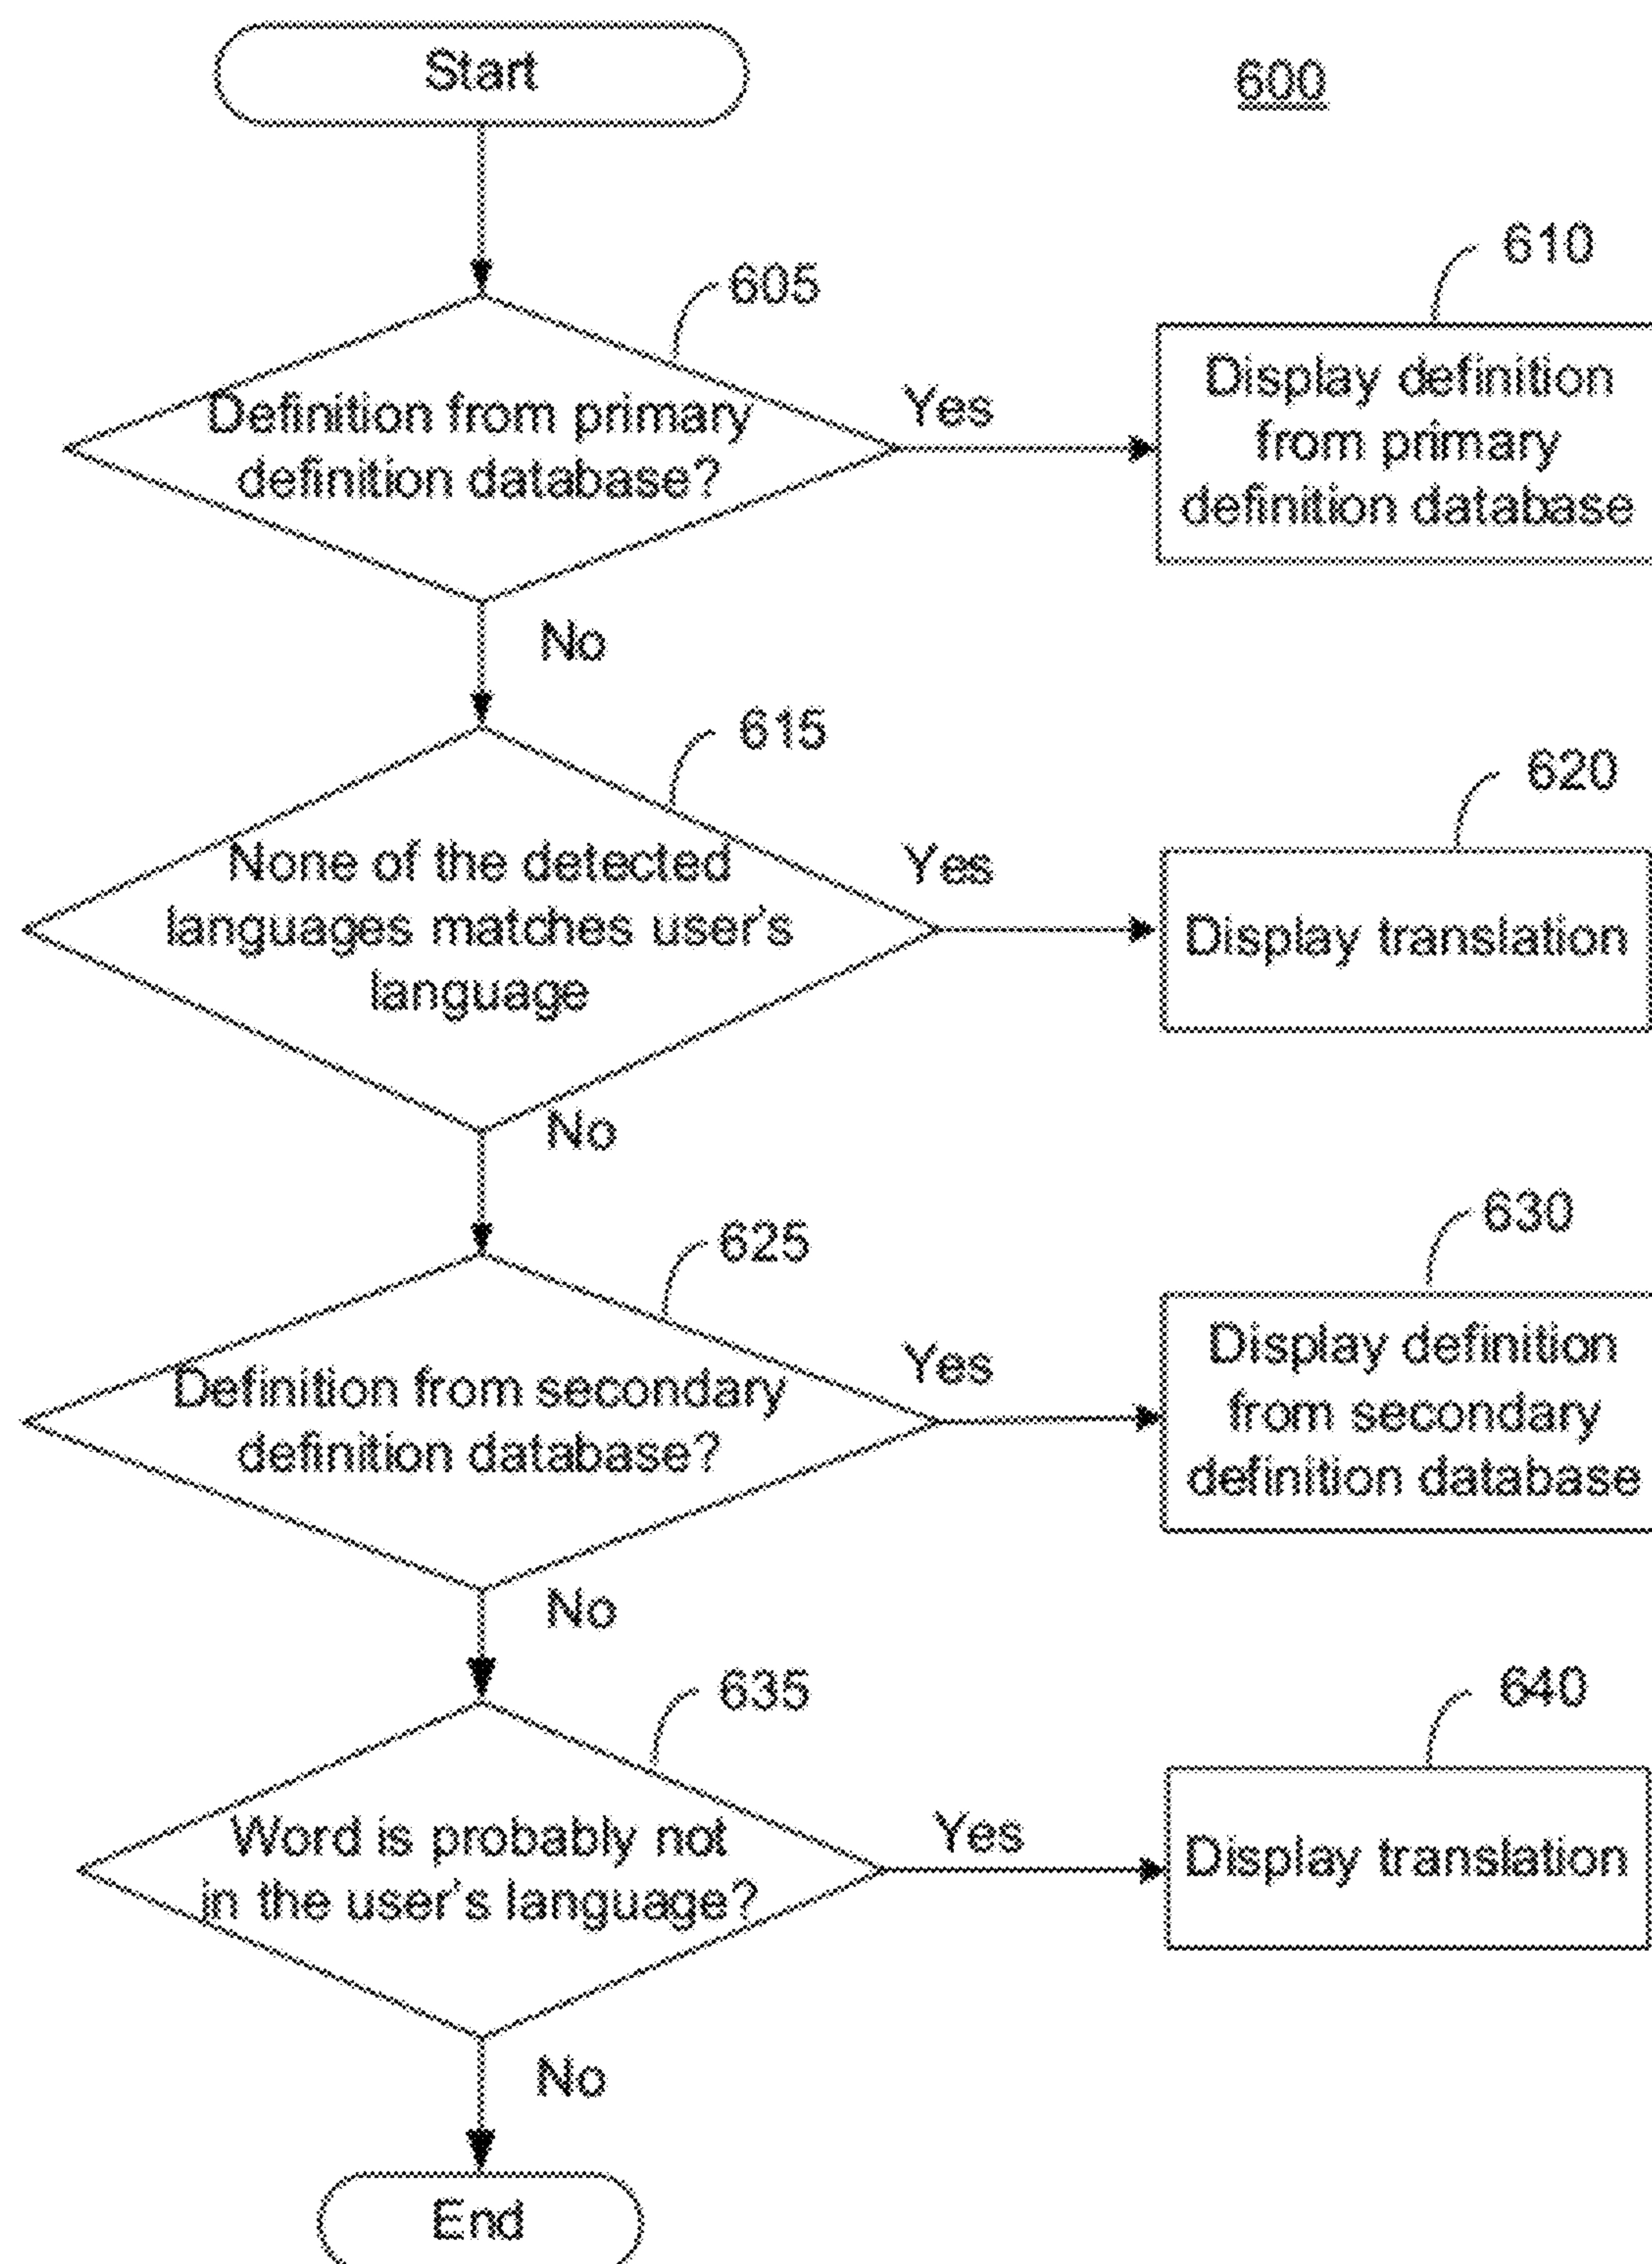 Start
600
605
610
Definition from primary
definition database?
Yes
Display definition
from primary
definition database
No
615
620
None of the detected
languages matches user's
language
Yes
Display translation
No
625
630
Definition from secondary
definition database?
Yes
Display definition
from secondary
definition database
No
635
640
Word is probably not
in the user's language?
Yes
Display translation
No
End